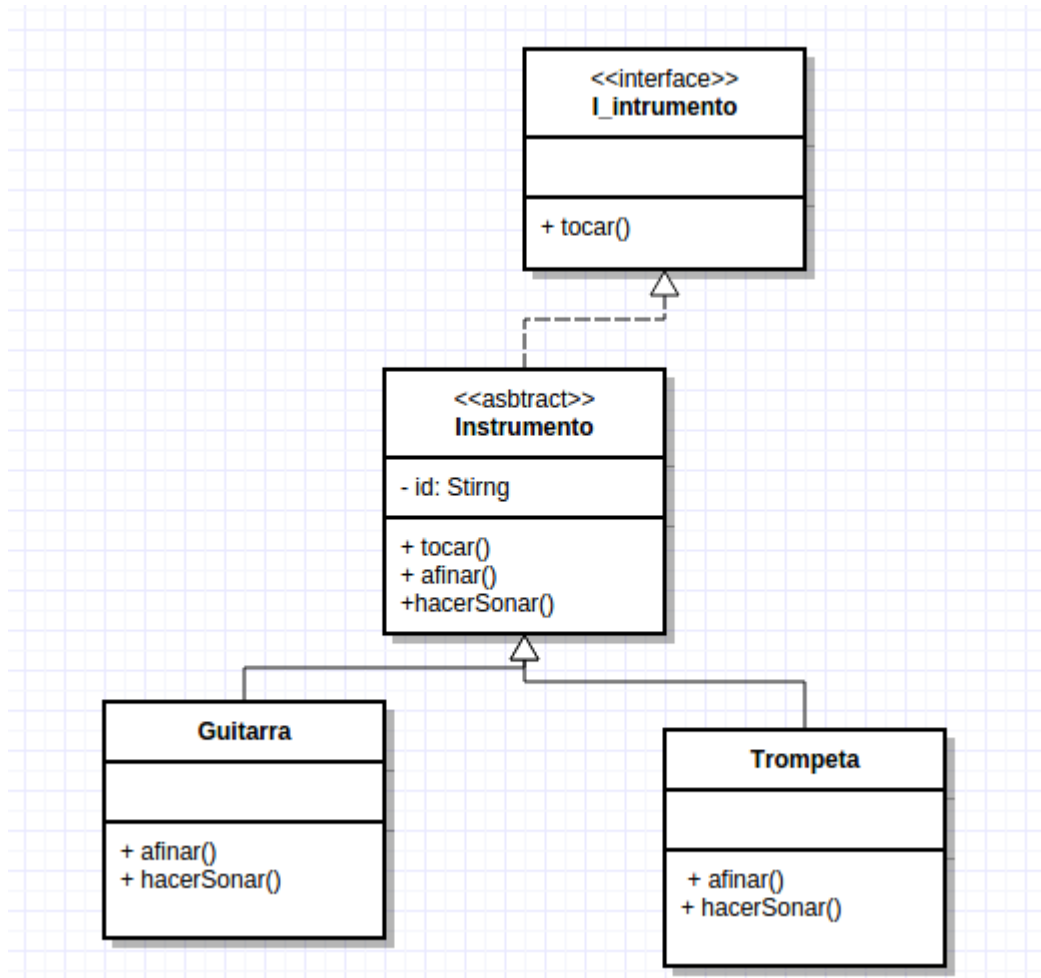 <<interface>>
I_intrumento
+ tocar()
<<asbtract>>
Instrumento
- id: Stirng
+ tocar()
+ afinar()
+hacerSonar()
Guitarra
+ afinar()
+ hacerSonar()
Trompeta
+ afinar()
+ hacerSonar()